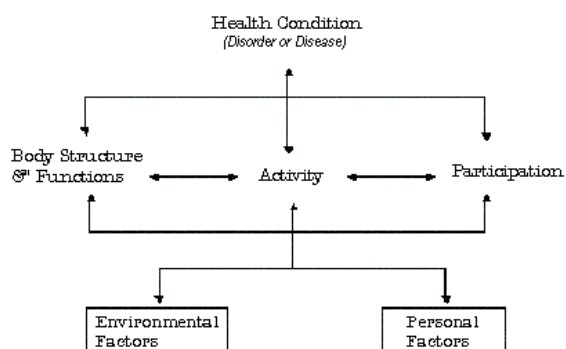 Health Condition
(Disorder or Disease)
Body Structure
&" Functions
Activity
Participation
Environmental
Factors
Personal
Factors